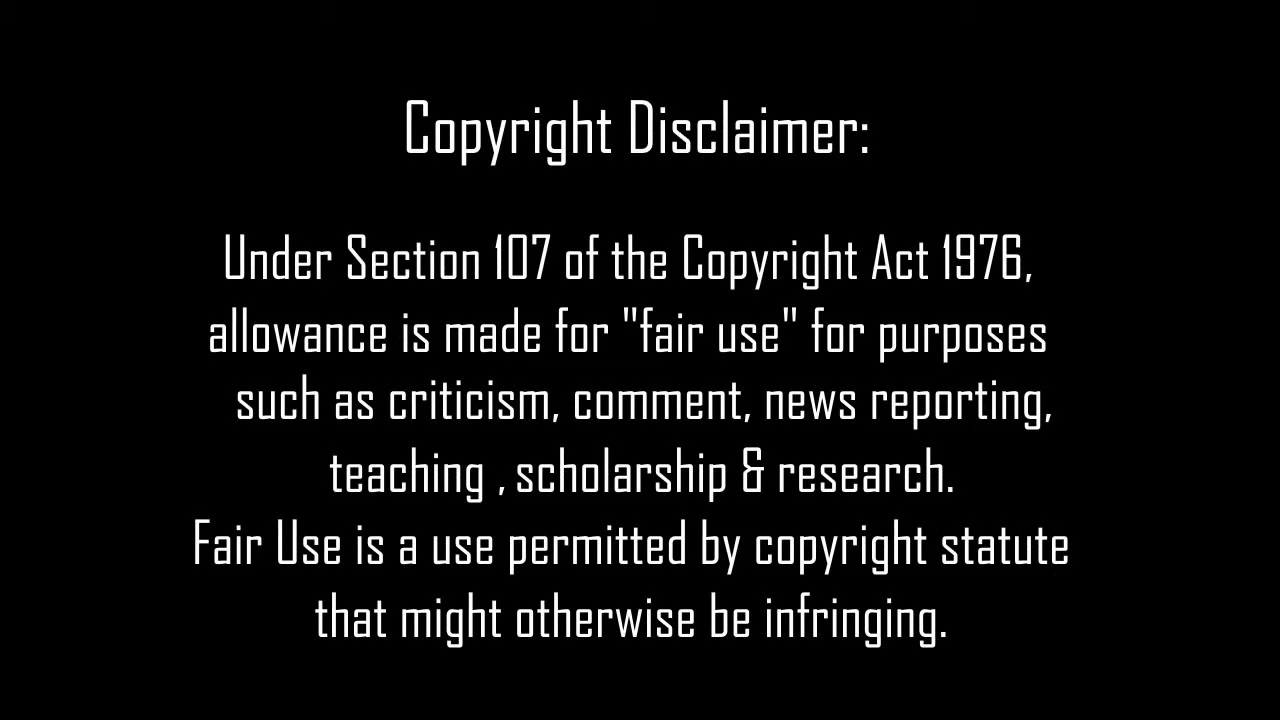 Copyright Disclaimer:
Under Section 107 of the Copyright Act 1976,
allowance is made for "fair use" for purposes
such as criticism, comment, news reporting,
teaching , scholarship & research.
Fair Use is a use permitted by copyright statute
that might otherwise be infringing.